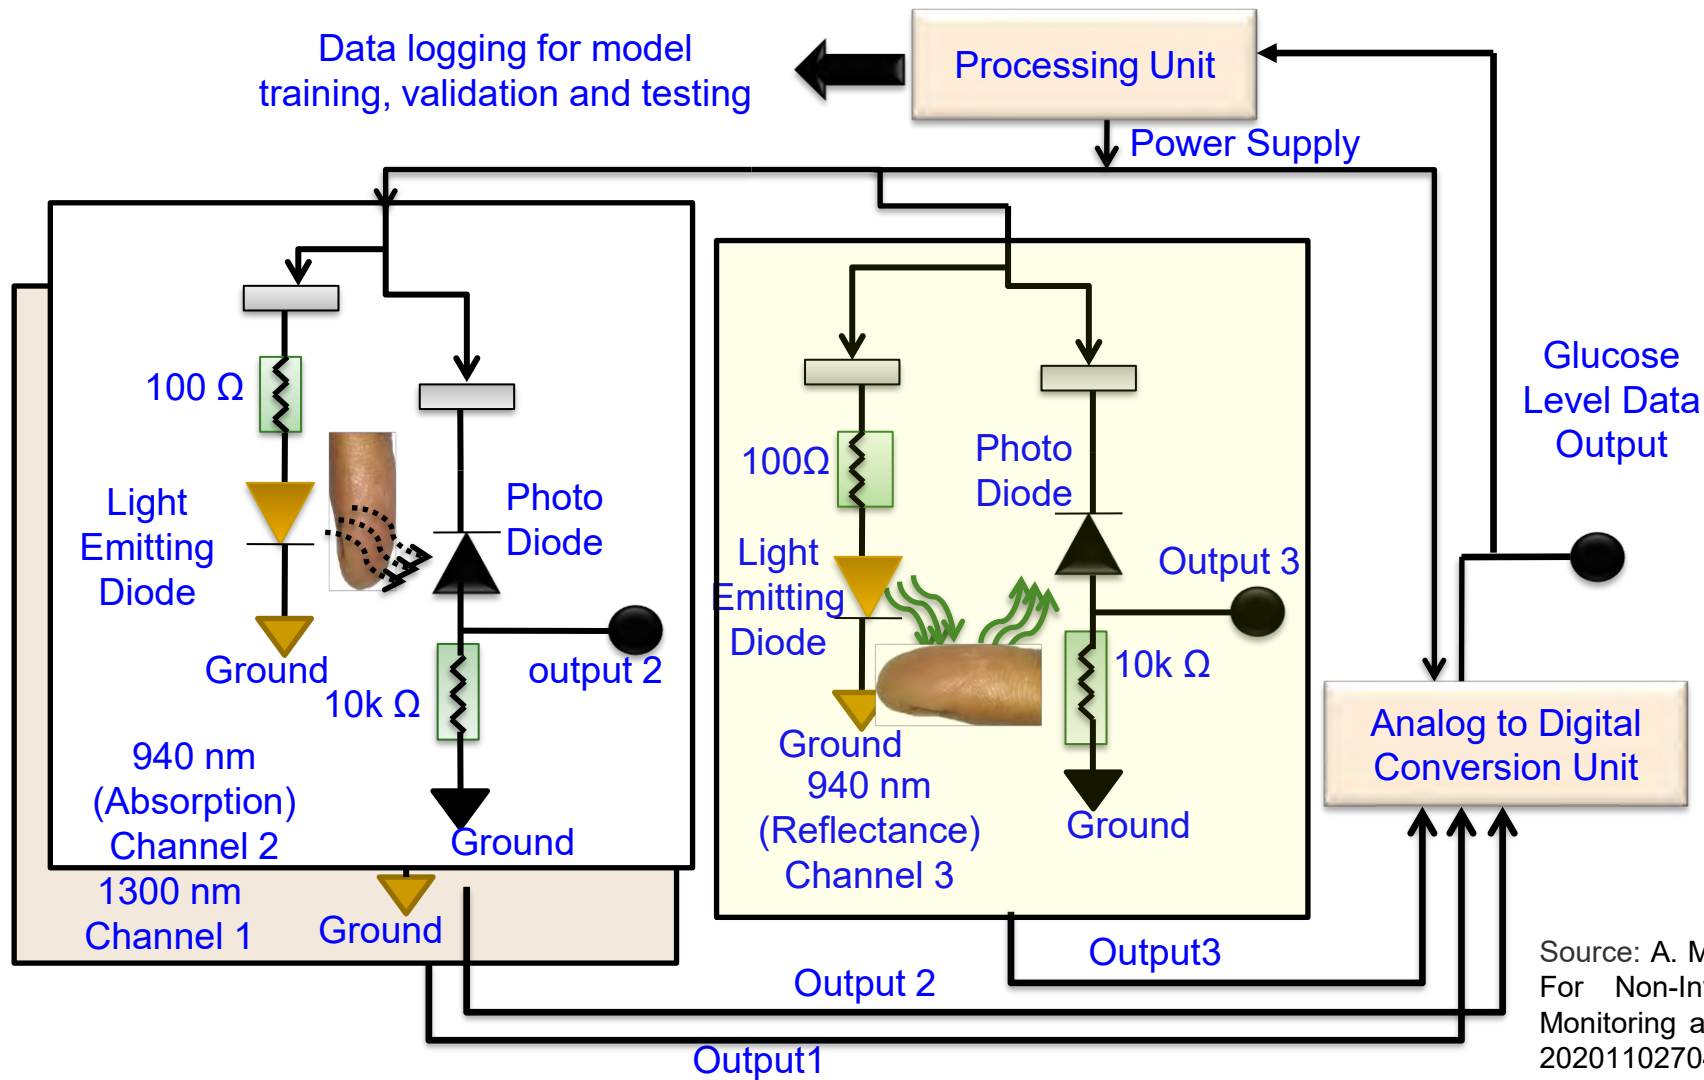 Data logging for model
training, validation and testing
Processing Unit
Power Supply
100 Ω
Light
Emitting
Diode
Ground
Photo
Diode
output 2
10k Ω
Ground
940 nm
(Absorption)
Channel 2
1300 nm
Channel 1
Ground
100Ω
Light
Emitting
Diode
Ground
Photo
Diode
Output 3
10k Ω
Ground
940 nm
(Reflectance)
Channel 3
Glucose
Level Data
Output
Analog to Digital
Conversion Unit
Output3
Output 2
Output1
Source: A. M
For Non-In
Monitoring a
2020110270